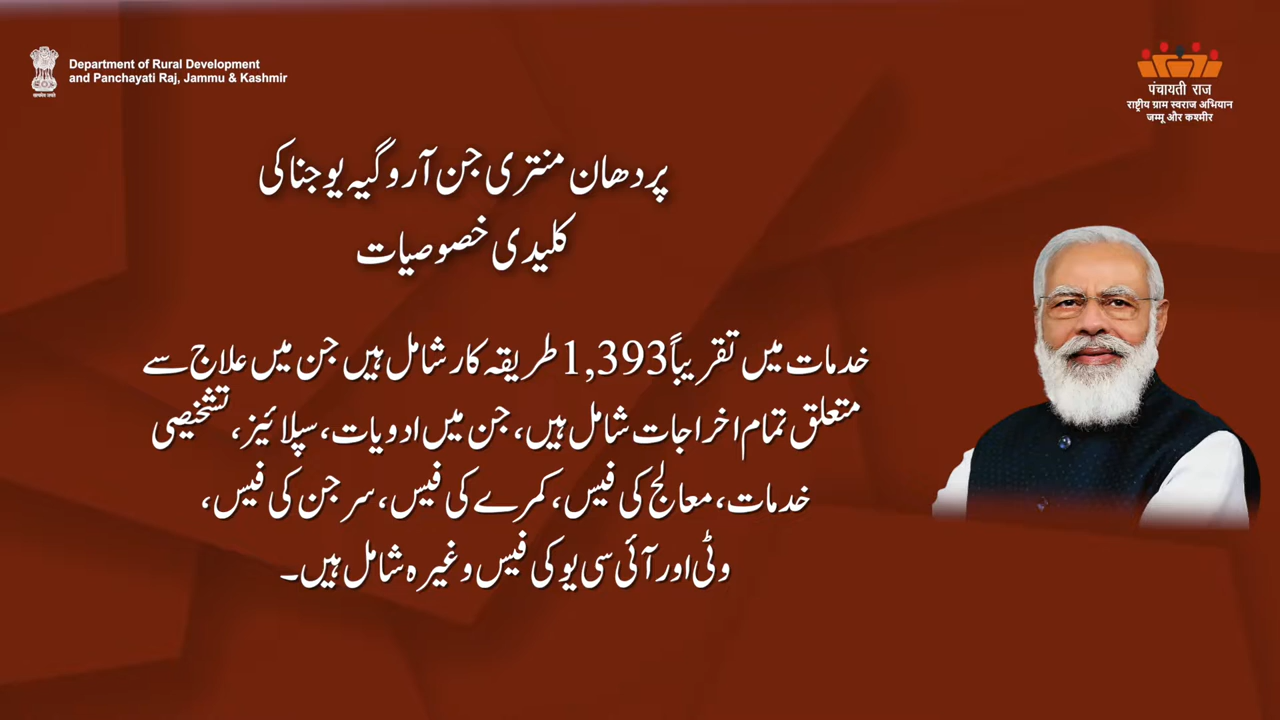 Department of Rural Development
and Panchayati Raj, Jammu & Kashmir
पंचायती राज
राष्ट्रीय ग्राम स्वराज अभियान
जम्मू और कश्मीर
پردھان منتری جن آروگیہ یوجنا کی
کلیدی خصوصیات
خدمات میں تقریباً 1,393 طریقہ کار شامل ہیں جن میں علاج سے
متعلق تمام اخراجات شامل ہیں، جن میں ادویات، سپلائیز، تشخیصی
خدمات، معالج کی فیس، کمرے کی فیس، سرجن کی فیس،
وٹی اور آئی سی یو کی فیس وغیرہ شامل ہیں۔